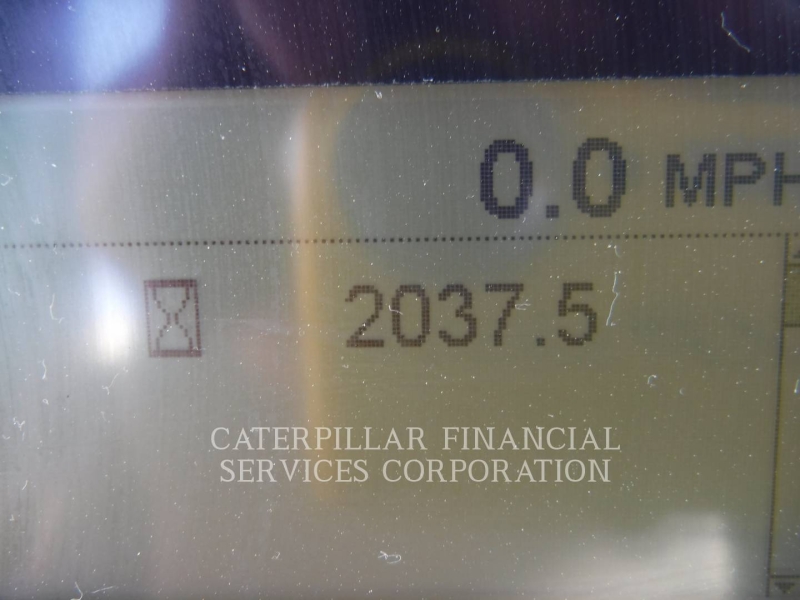 0.0 MPH
2037.5
CATERPILLAR FINANCIAL
SERVICES CORPORATION